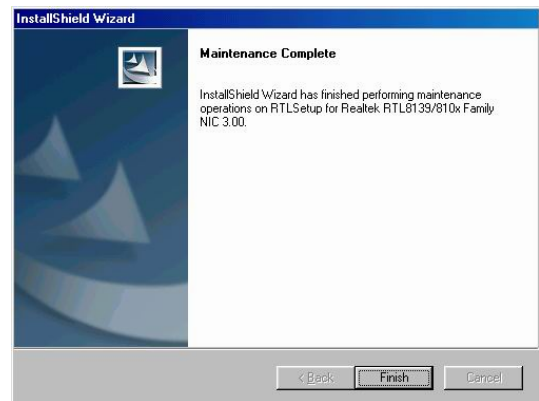 InstallShield Wizard
Maintenance Complete
InstallShield Wizard has finished performing maintenance
operations on RTLSetup for Realtek RTL8139/810x Family
NIC 3.00.
< Back
Finish
Cancel